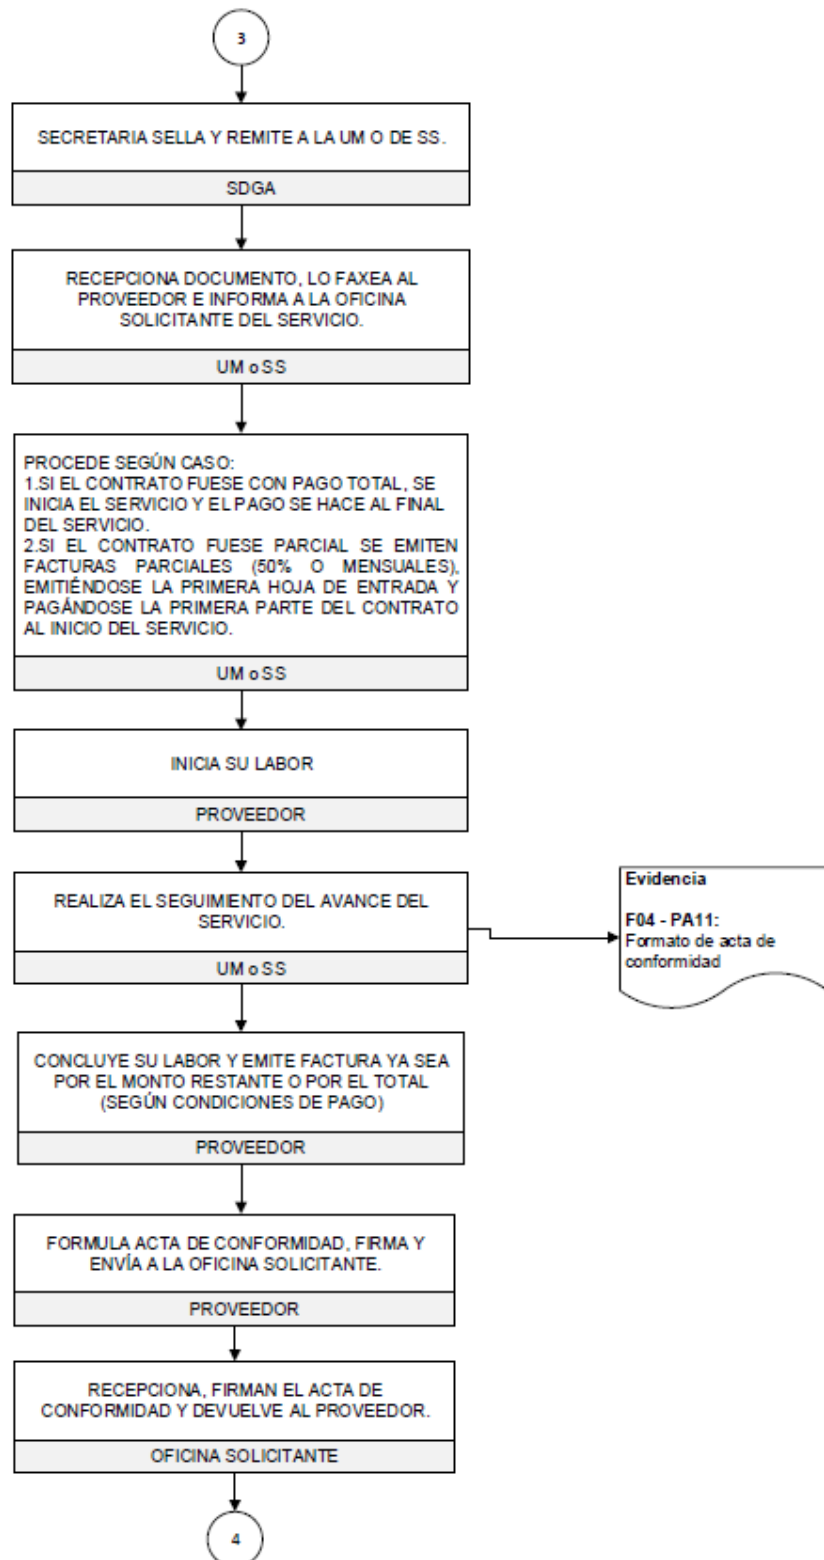 3
SECRETARIA SELLA Y REMITE A LA UM O DE SS.
SDGA
RECEPCIONA DOCUMENTO, LO FAXEA AL
PROVEEDOR E INFORMA A LA OFICINA
SOLICITANTE DEL SERVICIO.
UM o SS
PROCEDE SEGÚN CASO:
1.SI EL CONTRATO FUESE CON PAGO TOTAL, SE
INICIA EL SERVICIO Y EL PAGO SE HACE AL FINAL
DEL SERVICIO.
2.SI EL CONTRATO FUESE PARCIAL SE EMITEN
FACTURAS PARCIALES (50% O MENSUALES),
EMITIÉNDOSE LA PRIMERA HOJA DE ENTRADA Y
PAGÁNDOSE LA PRIMERA PARTE DEL CONTRATO
AL INICIO DEL SERVICIO.
UM o SS
INICIA SU LABOR
PROVEEDOR
REALIZA EL SEGUIMIENTO DEL AVANCE DEL
SERVICIO.
UM o SS
Evidencia
F04 - PA11:
Formato de acta de
conformidad
CONCLUYE SU LABOR Y EMITE FACTURA YA SEA
POR EL MONTO RESTANTE O POR EL TOTAL
(SEGÚN CONDICIONES DE PAGO)
PROVEEDOR
FORMULA ACTA DE CONFORMIDAD, FIRMA Y
ENVÍA A LA OFICINA SOLICITANTE.
PROVEEDOR
RECEPCIONA, FIRMAN EL ACTA DE
CONFORMIDAD Y DEVUELVE AL PROVEEDOR.
OFICINA SOLICITANTE
4